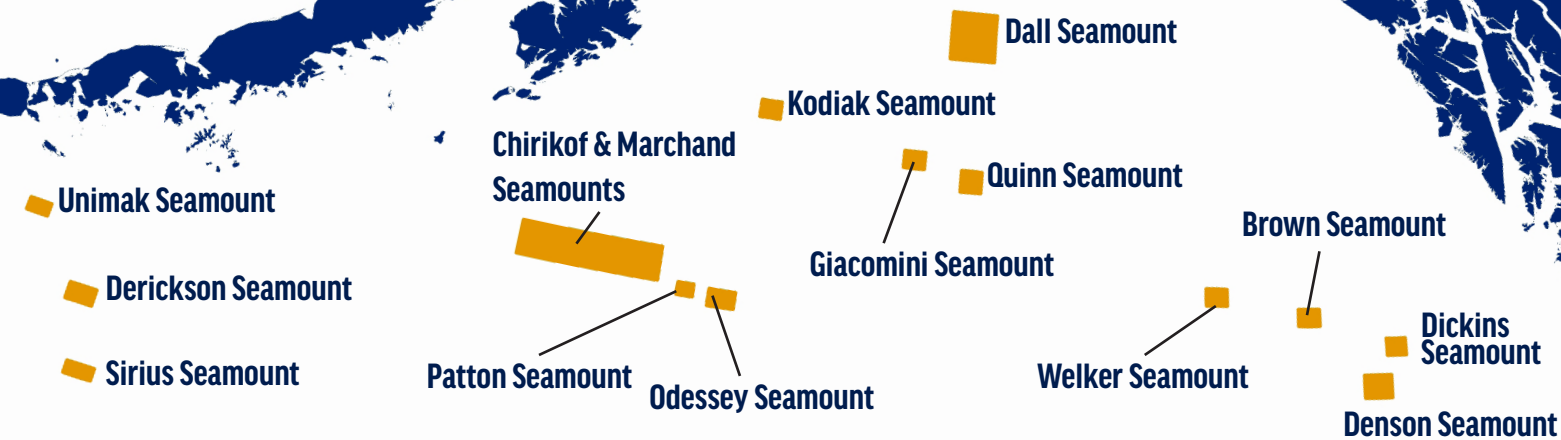 Dall Seamount
Kodiak Seamount
Chirikof & Marchand
Seamounts
Quinn Seamount
Unimak Seamount
Brown Seamount
Giacomini Seamount
Derickson Seamount
Dickins
Seamount
Sirius Seamount
Patton Seamount
Odessey Seamount
Welker Seamount
Denson Seamount